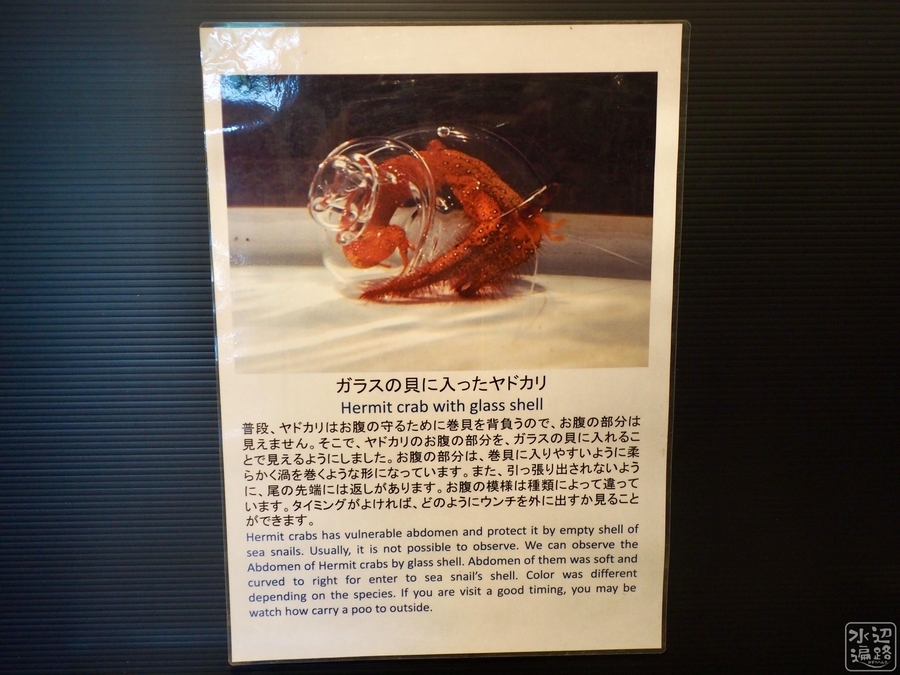 ガラスの貝に入ったヤドカリ
Hermit crab with glass shell
普段、ヤドカリはお腹の守るために巻貝を背負うので、お腹の部分は
見えません。そこで、ヤドカリのお腹の部分を、ガラスの貝に入れるこ
とで見えるようにしました。お腹の部分は、巻貝に入りやすいように柔
らかく渦を巻くような形になっています。また、引っ張り出されないよう
に、尾の先端には返しがあります。お腹の模様は種類によって違って
います。タイミングがよければ、どのようにウンチを外に出すか見ること
ができます。
Hermit crabs has vulnerable abdomen and protect it by empty shell of
sea snails. Usually, it is not possible to observe. We can observe the
Abdomen of Hermit crabs by glass shell. Abdomen of them was soft and
curved to right for enter to sea snail's shell. Color was different
depending on the species. If you are visit a good timing, you may be
watch how carry a poo to outside.
水辺
遍路